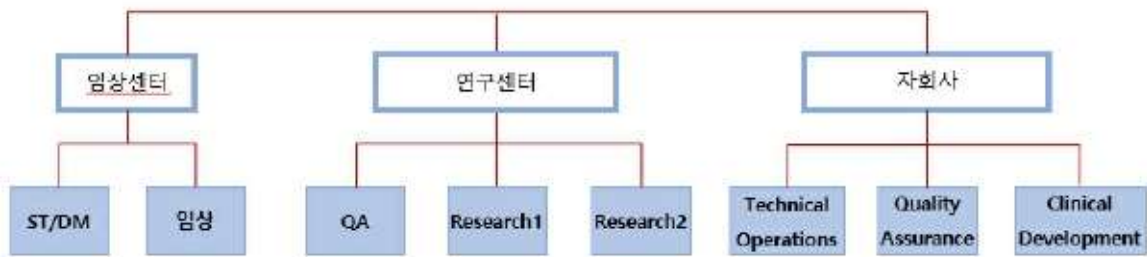 임상센터
연구센터
자회사
ST/DM
임상
QA
Research1
Research2
Technical
Operations
Quality
Assurance
Clinical
Development